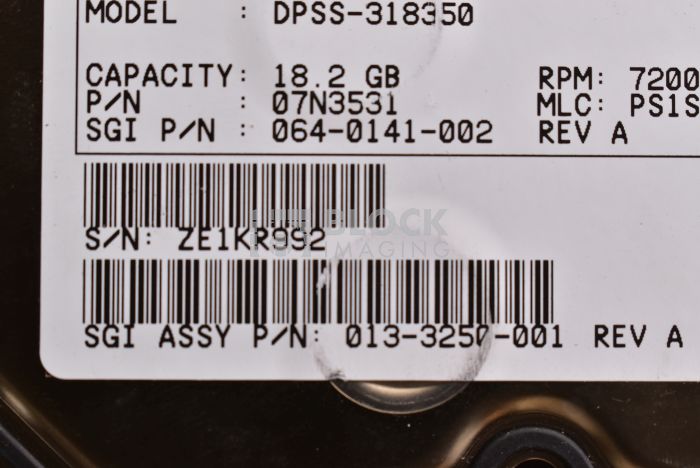 MODEL : DPSS-318350
CAPACITY: 18.2 GB RPM: 7200
P/N : 07N3531 MLC: PS1S
SGI P/N : 064-0141-002 REV A
S/N: ZE1KR992
BLOCK
IMAGING
SGI ASSY P/N: 013-3250-001 REV A